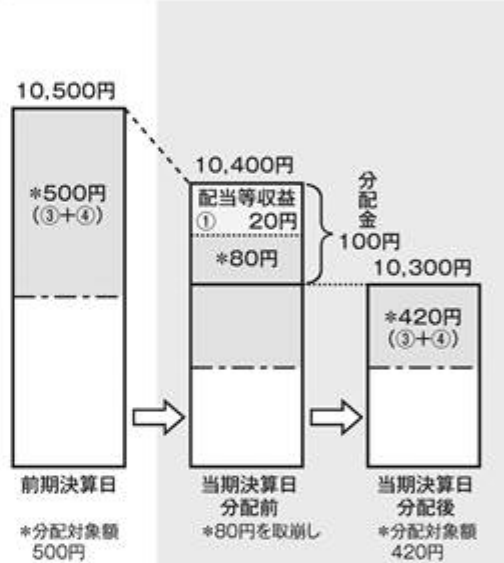 10,500円
*500円
(③+④)
前期決算日
*分配対象額
500円
10,400円
配当等収益
① 20円
*80円
分配金
100円
当期決算日
分配前
*80円を取崩し
10,300円
*420円
(③+④)
当期決算日
分配後
*分配対象額
420円